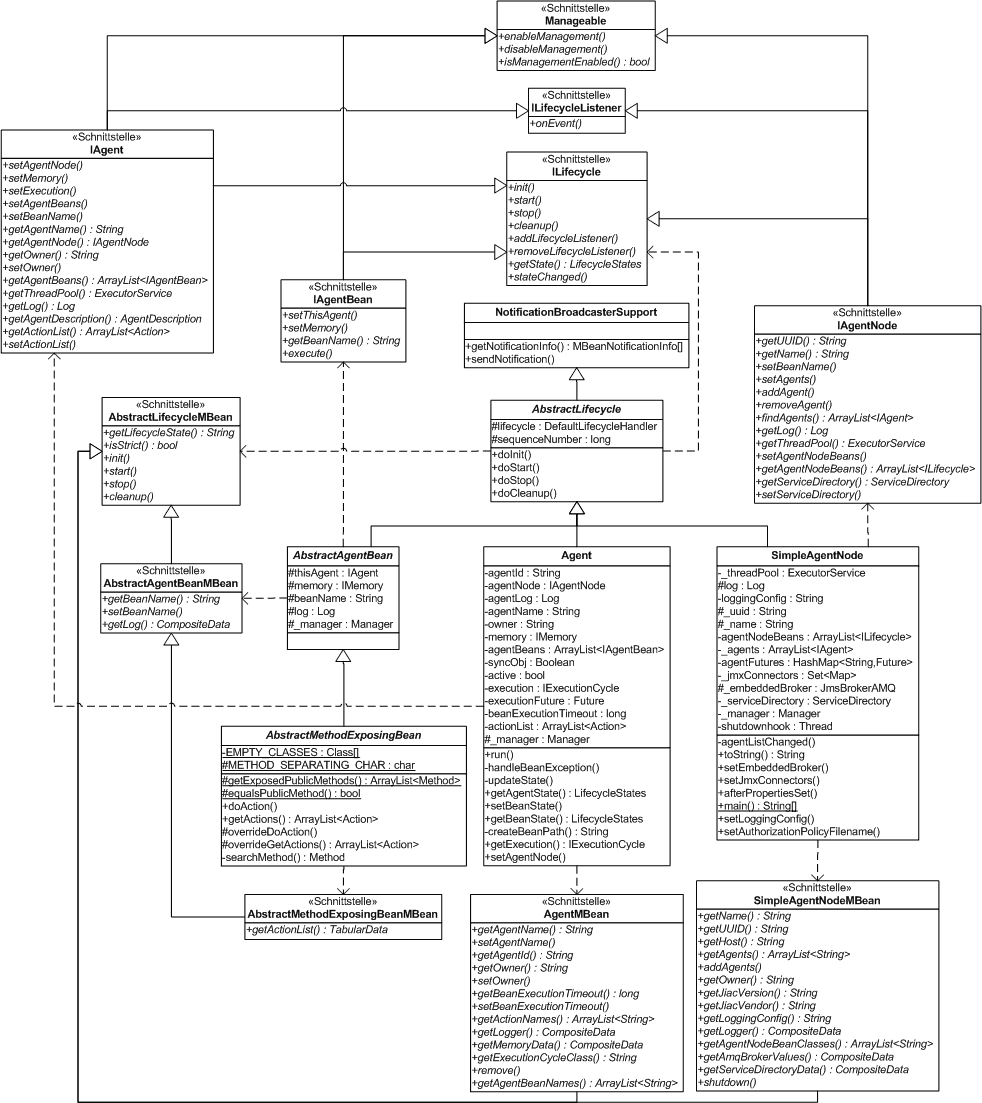 «Schnittstelle»
Manageable
+enableManagement()
+disableManagement()
+isManagementEnabled() : bool
«Schnittstelle»
ILifecycleListener
+onEvent()
«Schnittstelle»
IAgent
+setAgentNode()
+setMemory()
+setExecution()
+setAgentBeans()
+setBeanName()
+getAgentName() : String
+getAgentNode() : IAgentNode
+getOwner() : String
+setOwner()
+getAgentBeans() : ArrayList<IAgentBean>
+getThreadPool() : ExecutorService
+getLog() : Log
+getAgentDescription() : AgentDescription
+getActionList() : ArrayList<Action>
+setActionList()
«Schnittstelle»
ILifecycle
+init()
+start()
+stop()
+cleanup()
+addLifecycleListener()
+removeLifecycleListener()
+getState() : LifecycleStates
+stateChanged()
«Schnittstelle»
IAgentBean
+setThisAgent()
+setMemory()
+getBeanName() : String
+execute()
NotificationBroadcasterSupport
+getNotificationInfo() : MBeanNotificationInfo[]
+sendNotification()
«Schnittstelle»
IAgentNode
+getUUID() : String
+getName() : String
+setBeanName()
+setAgents()
+addAgent()
+removeAgent()
+findAgents() : ArrayList<IAgent>
+getLog() : Log
+getThreadPool() : ExecutorService
+setAgentNodeBeans()
+getAgentNodeBeans() : ArrayList<ILifecycle>
+getServiceDirectory() : ServiceDirectory
+setServiceDirectory()
«Schnittstelle»
AbstractLifecycleMBean
+getLifecycleState() : String
+isStrict() : bool
+init()
+start()
+stop()
+cleanup()
AbstractLifecycle
#lifecycle : DefaultLifecycleHandler
#sequenceNumber : long
+doInit()
+doStart()
+doStop()
+doCleanup()
«Schnittstelle»
AbstractAgentBeanMBean
+getBeanName() : String
+setBeanName()
+getLog() : CompositeData
AbstractAgentBean
#thisAgent : IAgent
#memory : IMemory
#beanName : String
#log : Log
#_manager : Manager
Agent
-agentId : String
-agentNode : IAgentNode
-agentLog : Log
-agentName : String
-owner : String
-memory : IMemory
-agentBeans : ArrayList<IAgentBean>
-syncObj : Boolean
-active : bool
-execution : IExecutionCycle
-executionFuture : Future
-beanExecutionTimeout : long
-actionList : ArrayList<Action>
#_manager : Manager
+run()
-handleBeanException()
-updateState()
+getAgentState() : LifecycleStates
+setBeanState()
+getBeanState() : LifecycleStates
-createBeanPath() : String
+getExecution() : IExecutionCycle
+setAgentNode()
SimpleAgentNode
-_threadPool : ExecutorService
#log : Log
-loggingConfig : String
#_uuid : String
#_name : String
-agentNodeBeans : ArrayList<ILifecycle>
-_agents : ArrayList<IAgent>
-agentFutures : HashMap<String,Future>
-_jmxConnectors : Set<Map>
#_embeddedBroker : JmsBrokerAMQ
-_serviceDirectory : ServiceDirectory
-_manager : Manager
-shutdownhook : Thread
-agentListChanged()
+toString() : String
+setEmbeddedBroker()
+setJmxConnectors()
+afterPropertiesSet()
+main() : String[]
+setLoggingConfig()
+setAuthorizationPolicyFilename()
AbstractMethodExposingBean
-EMPTY_CLASSES : Class[]
#METHOD_SEPARATING_CHAR : char
#getExposedPublicMethods() : ArrayList<Method>
#equalsPublicMethod() : bool
+doAction()
+getActions() : ArrayList<Action>
#overrideDoAction()
#overrideGetActions() : ArrayList<Action>
-searchMethod() : Method
«Schnittstelle»
AbstractMethodExposingBeanMBean
+getActionList() : TabularData
«Schnittstelle»
AgentMBean
+getAgentName() : String
+setAgentName()
+getAgentId() : String
+getOwner() : String
+setOwner()
+getBeanExecutionTimeout() : long
+setBeanExecutionTimeout()
+getActionNames() : ArrayList<String>
+getLogger() : CompositeData
+getMemoryData() : CompositeData
+getExecutionCycleClass() : String
+remove()
+getAgentBeanNames() : ArrayList<String>
«Schnittstelle»
SimpleAgentNodeMBean
+getName() : String
+getUUID() : String
+getHost() : String
+getAgents() : ArrayList<String>
+addAgents()
+getOwner() : String
+getJiacVersion() : String
+getJiacVendor() : String
+getLoggingConfig() : String
+getLogger() : CompositeData
+getAgentNodeBeanClasses() : ArrayList<String>
+getAmqBrokerValues() : CompositeData
+getServiceDirectoryData() : CompositeData
+shutdown()